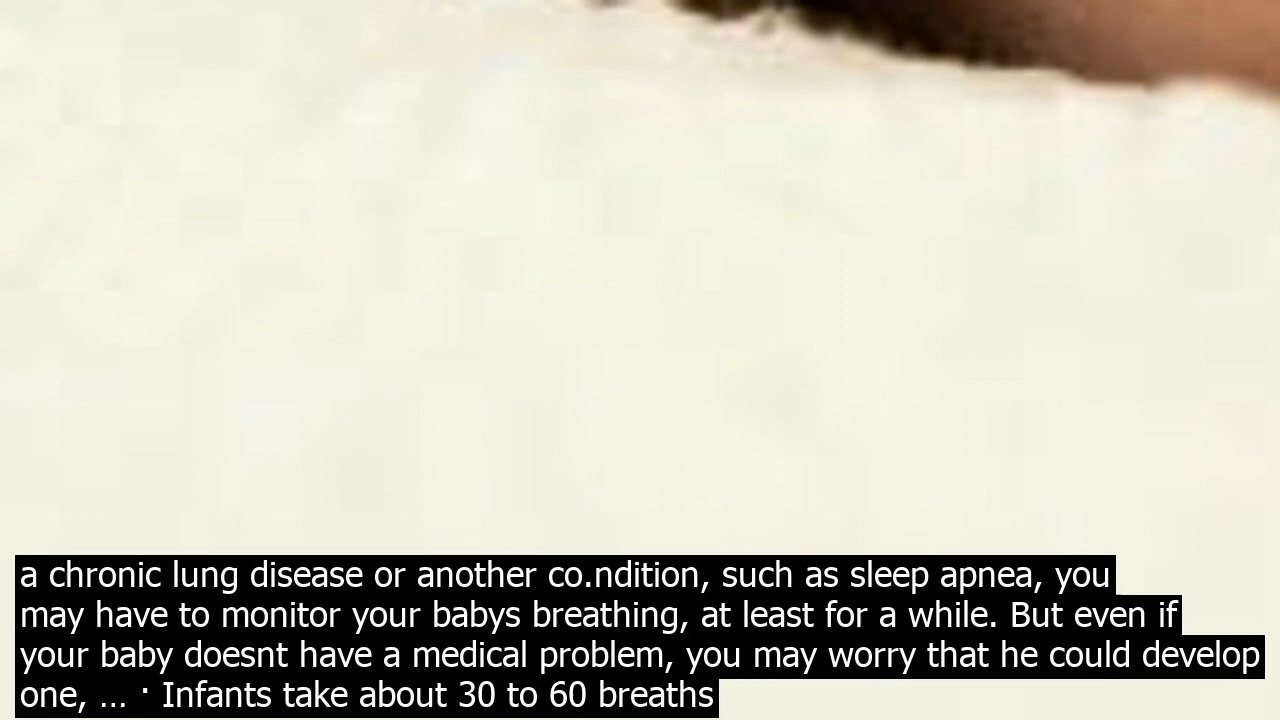 a chronic lung disease or another co.ndition, such as sleep apnea, you
may have to monitor your babys breathing, at least for a while. But even if
your baby doesnt have a medical problem, you may worry that he could develop
one, ... · Infants take about 30 to 60 breaths